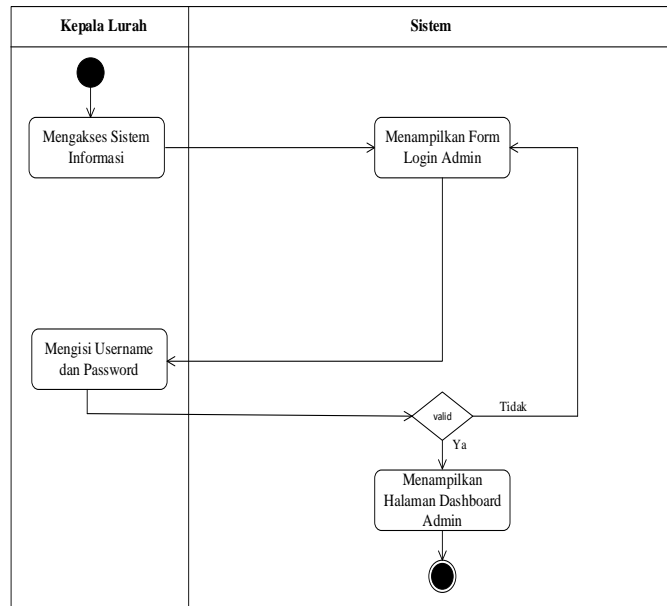 Kepala Lurah
Sistem
Mengakses Sistem
Informasi
Menampilkan Form
Login Admin
Mengisi Username
dan Password
valid
Tidak
Ya
Menampilkan
Halaman Dashboard
Admin